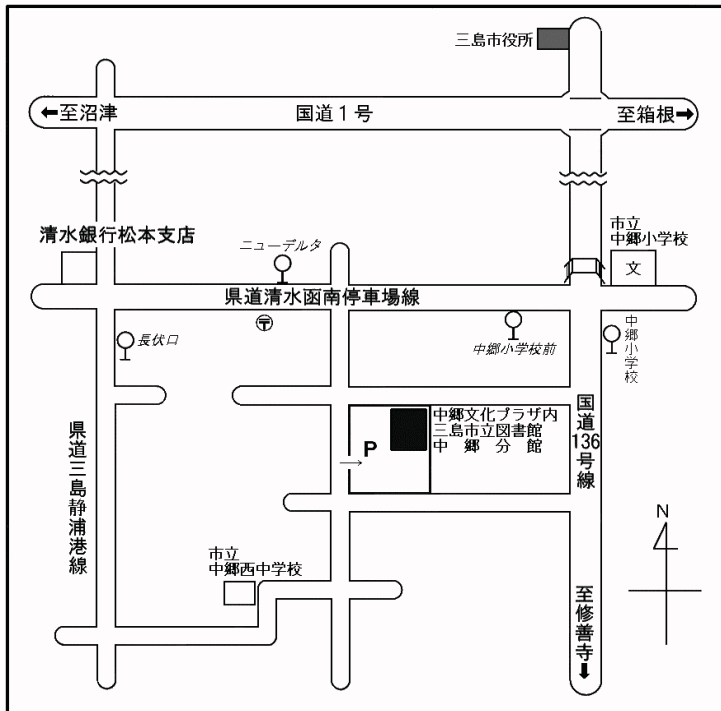 三島市役所
←至沼津
国道1号
至箱根→
清水銀行松本支店
ニューデルタ
市立
中郷小学校
文
県道清水函南停車場線
〒
長伏口
中郷小学校前
中郷小学校
県道三島静浦港線
P
→
中郷文化プラザ内
三島市立図書館
中郷分館
国道136号線
N
市立
中郷西中学校
至修善寺
↓